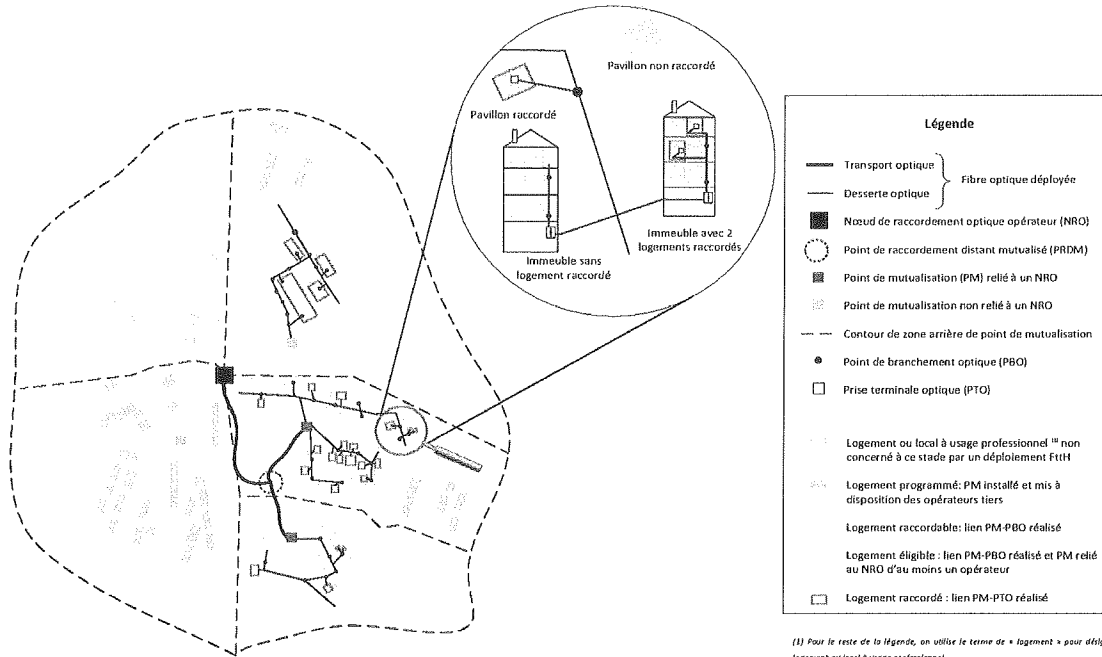 Pavillon non raccordé
Pavillon raccordé
Immeuble sans
logement raccordé
Immeuble avec 2
logements raccordés
Légende
Transport optique
Desserte optique
Fibre optique déployée
Nœud de raccordement optique opérateur (NRO)
Point de raccordement distant mutualisé (PRDM)
Point de mutualisation (PM) relié à un NRO
Point de mutualisation non relié à un NRO
Contour de zone arrière de point de mutualisation
Point de branchement optique (PBO)
Prise terminale optique (PTO)
Logement ou local à usage professionnel (1) non
concerné à ce stade par un déploiement FttH
Logement programmé: PM installé et mis à
disposition des opérateurs tiers
Logement raccordable: lien PM-PBO réalisé
Logement éligible : lien PM-PBO réalisé et PM relié
au NRO d'au moins un opérateur
Logement raccordé : lien PM-PTO réalisé
(1) Pour le reste de la légende, on utilise le terme de « logement » pour